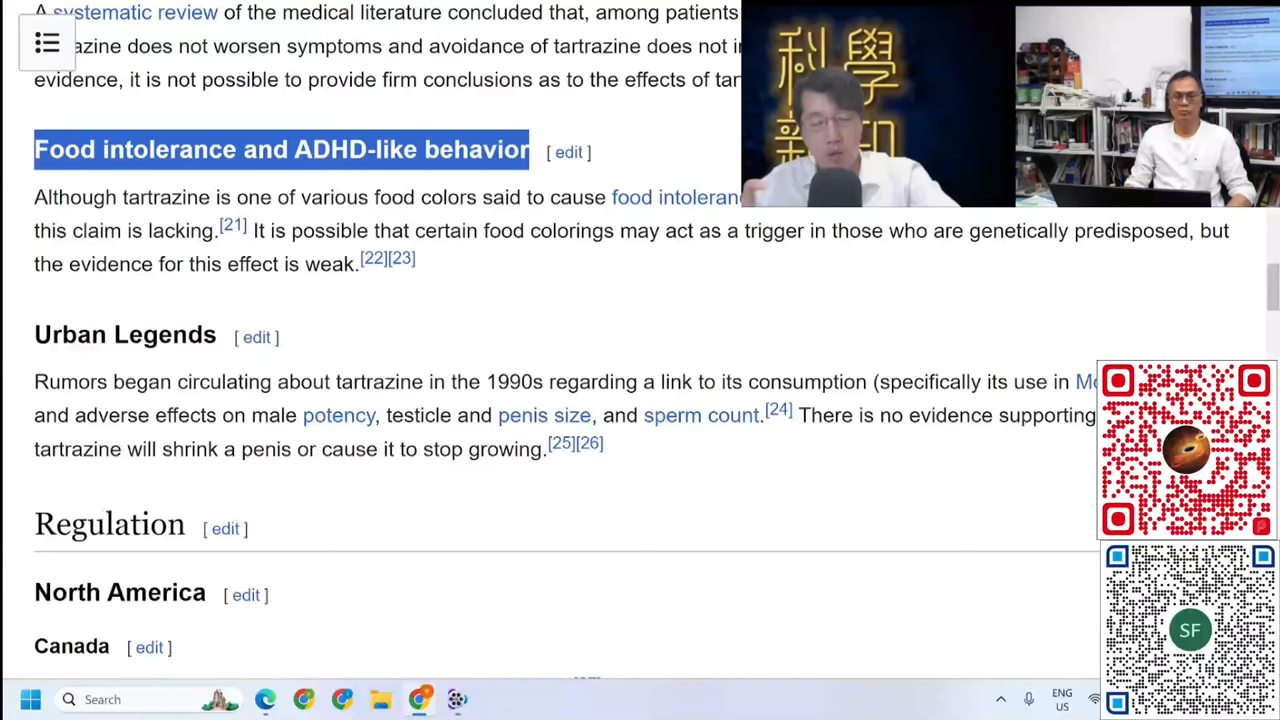 A systematic review of the medical literature concluded that, among patients
azine does not worsen symptoms and avoidance of tartrazine does not i
evidence, it is not possible to provide firm conclusions as to the effects of tar
Food intolerance and ADHD-like behavior [ edit ]
Although tartrazine is one of various food colors said to cause food intoleran
this claim is lacking.[21] It is possible that certain food colorings may act as a trigger in those who are genetically predisposed, but
the evidence for this effect is weak.[22][23]
Urban Legends [ edit ]
Rumors began circulating about tartrazine in the 1990s regarding a link to its consumption (specifically its use in Mo
and adverse effects on male potency, testicle and penis size, and sperm count.[24] There is no evidence supporting
tartrazine will shrink a penis or cause it to stop growing.[25][26]
Regulation [ edit ]
North America [ edit ]
Canada [ edit ]
科學
新知
SF
Search
ENG
US